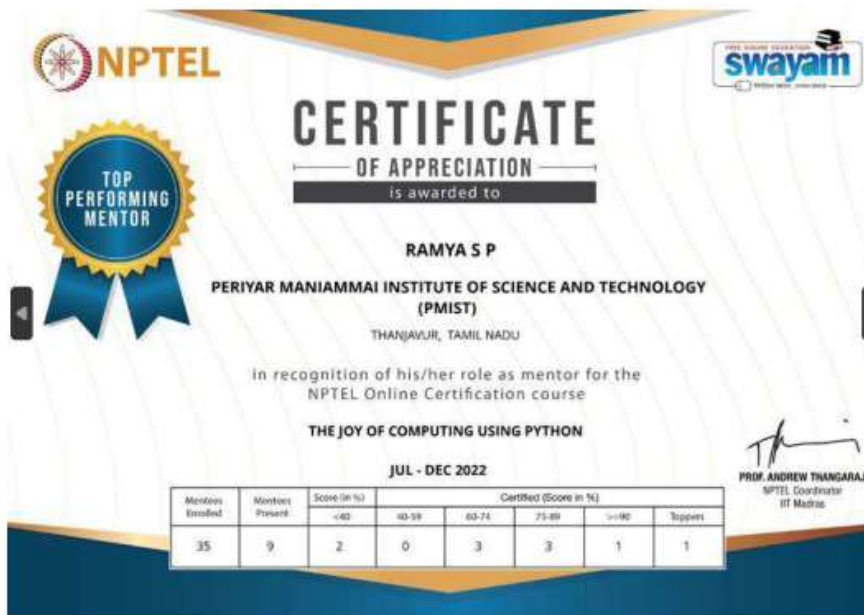 NPTEL
swayam
CERTIFICATE
OF APPRECIATION
is awarded to
TOP
PERFORMING
MENTOR
RAMYA S P
PERIYAR MANIAMMAI INSTITUTE OF SCIENCE AND TECHNOLOGY
(PMIST)
THANJAVUR, TAMIL NADU
in recognition of his/her role as mentor for the
NPTEL Online Certification course
THE JOY OF COMPUTING USING PYTHON
JUL - DEC 2022
PROF. ANDREW THANGARAJ
NPTEL Coordinator
IIT Madras
Mentees Enrolled Mentees Present Score (in %) Certified (Score in %)
<40 40-59 60-74 75-89 >=90 Toppers
35 9 2 0 3 3 1 1